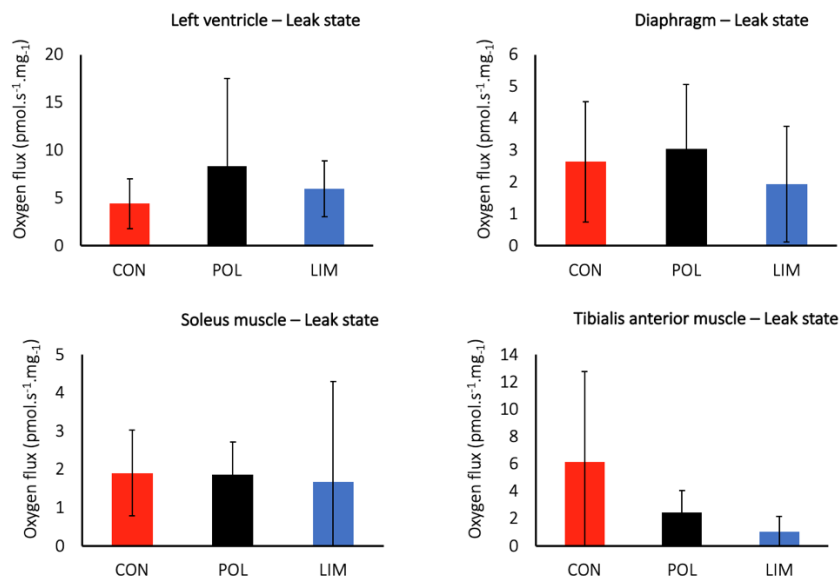 Left ventricle – Leak state
Oxygen flux (pmol.s⁻¹.mg₋₁)
20
15
10
5
0
CON POL LIM
Diaphragm – Leak state
Oxygen flux (pmol.s⁻¹.mg₋₁)
6
5
4
3
2
1
0
CON POL LIM
Soleus muscle – Leak state
Oxygen flux (pmol.s⁻¹.mg₋₁)
5
4
3
2
1
0
CON POL LIM
Tibialis anterior muscle – Leak state
Oxygen flux (pmol.s⁻¹.mg₋₁)
14
12
10
8
6
4
2
0
CON POL LIM